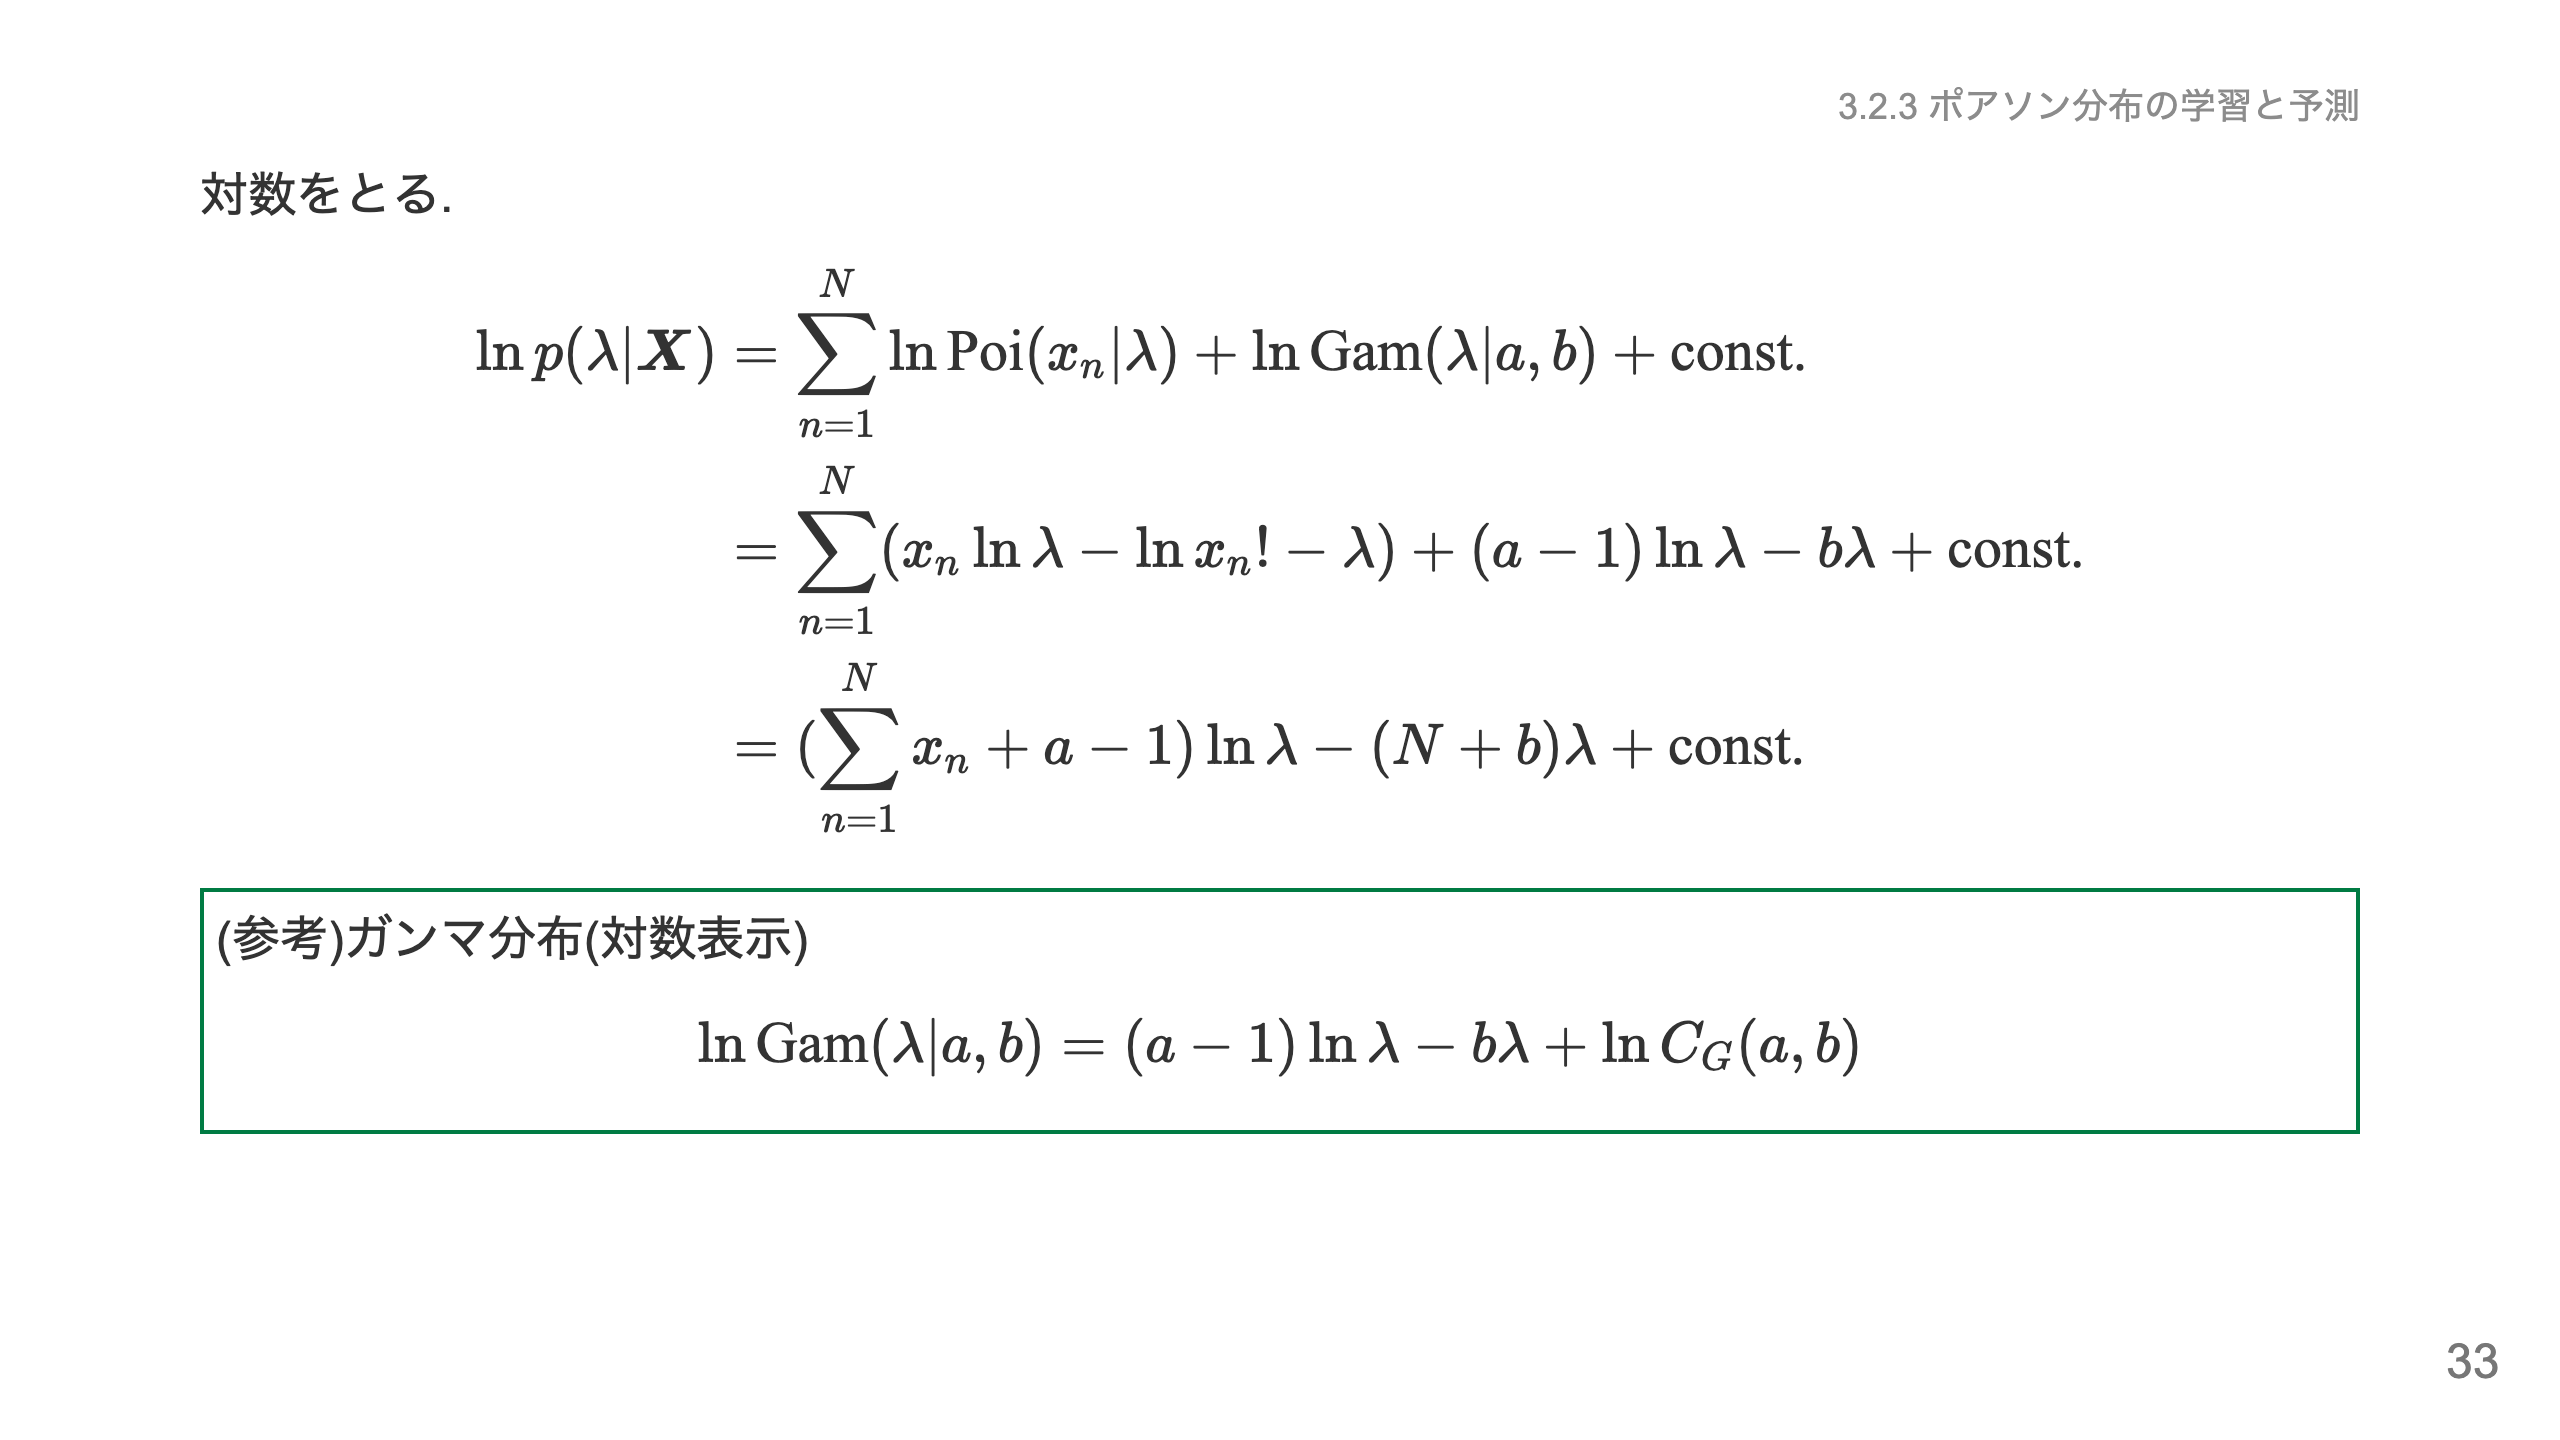 3.2.3 ポアソン分布の学習と予測
対数をとる.
ln p(λ|X) = ∑_{n=1}^{N} ln Poi(x_n|λ) + ln Gam(λ|a, b) + const.
= ∑_{n=1}^{N} (x_n ln λ − ln x_n! − λ) + (a − 1) ln λ − bλ + const.
= (∑_{n=1}^{N} x_n + a − 1) ln λ − (N + b)λ + const.
(参考)ガンマ分布(対数表示)
ln Gam(λ|a, b) = (a − 1) ln λ − bλ + ln C_G(a, b)
33